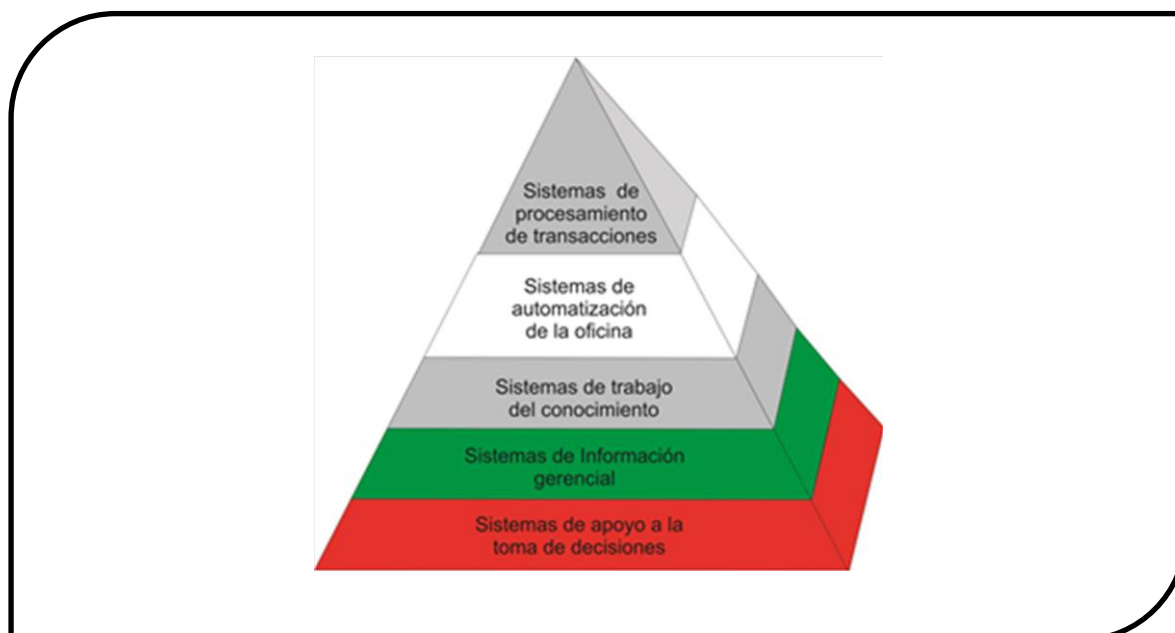 Sistemas de
procesamiento
de transacciones
Sistemas de
automatización
de la oficina
Sistemas de trabajo
del conocimiento
Sistemas de Información
gerencial
Sistemas de apoyo a la
toma de decisiones